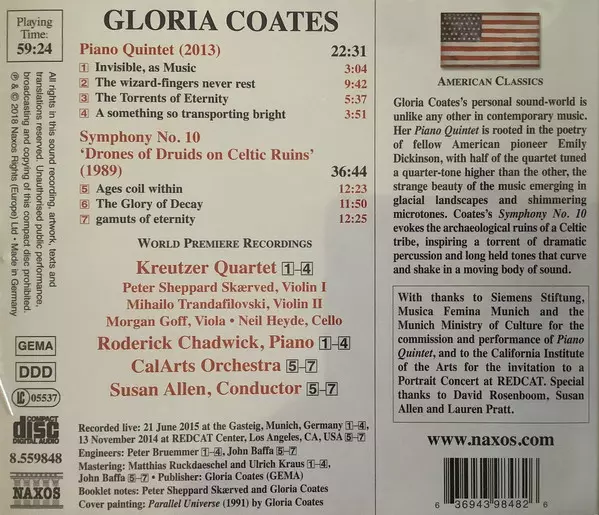 Playing
Time:
59:24
All rights in this sound recording, artwork, texts and
translations reserved. Unauthorised public performance,
broadcasting and copying of this compact disc prohibited.
℗ & © 2018 Naxos Rights (Europe) Ltd • Made in Germany
GEMA
DDD
LC 05537
COMPACT
disc
DIGITAL AUDIO
8.559848
NAXOS
GLORIA COATES
Piano Quintet (2013) 22:31
1 Invisible, as Music 3:04
2 The wizard-fingers never rest 9:42
3 The Torrents of Eternity 5:37
4 A something so transporting bright 3:51
Symphony No. 10
‘Drones of Druids on Celtic Ruins’
(1989) 36:44
5 Ages coil within 12:23
6 The Glory of Decay 11:50
7 gamuts of eternity 12:25
WORLD PREMIERE RECORDINGS
Kreutzer Quartet 1–4
Peter Sheppard Skærved, Violin I
Mihailo Trandafilovski, Violin II
Morgan Goff, Viola • Neil Heyde, Cello
Roderick Chadwick, Piano 1–4
CalArts Orchestra 5–7
Susan Allen, Conductor 5–7
Recorded live: 21 June 2015 at the Gasteig, Munich, Germany 1–4,
13 November 2014 at REDCAT Center, Los Angeles, CA, USA 5–7
Engineers: Peter Bruemmer 1–4, John Baffa 5–7
Mastering: Matthias Ruckdaeschel and Ulrich Kraus 1–4,
John Baffa 5–7 • Publisher: Gloria Coates (GEMA)
Booklet notes: Peter Sheppard Skærved and Gloria Coates
Cover painting: Parallel Universe (1991) by Gloria Coates
AMERICAN CLASSICS
Gloria Coates’s personal sound-world is
unlike any other in contemporary music.
Her Piano Quintet is rooted in the poetry
of fellow American pioneer Emily
Dickinson, with half of the quartet tuned
a quarter-tone higher than the other, the
strange beauty of the music emerging in
glacial landscapes and shimmering
microtones. Coates’s Symphony No. 10
evokes the archaeological ruins of a Celtic
tribe, inspiring a torrent of dramatic
percussion and long held tones that curve
and shake in a moving body of sound.
With thanks to Siemens Stiftung,
Musica Femina Munich and the
Munich Ministry of Culture for the
commission and performance of Piano
Quintet, and to the California Institute
of the Arts for the invitation to a
Portrait Concert at REDCAT. Special
thanks to David Rosenboom, Susan
Allen and Lauren Pratt.
www.naxos.com
6 36943 98482 6